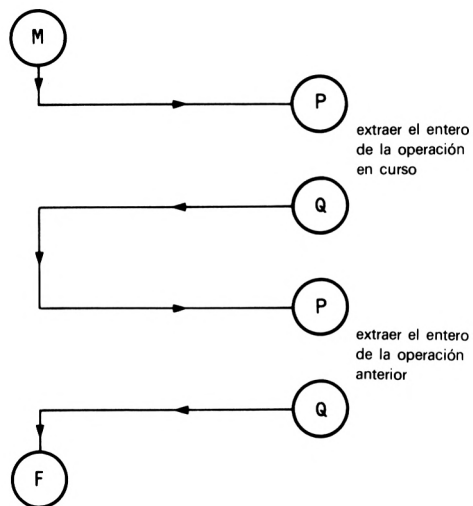 M
P
extraer el entero
de la operación
en curso
Q
P
extraer el entero
de la operación
anterior
Q
F